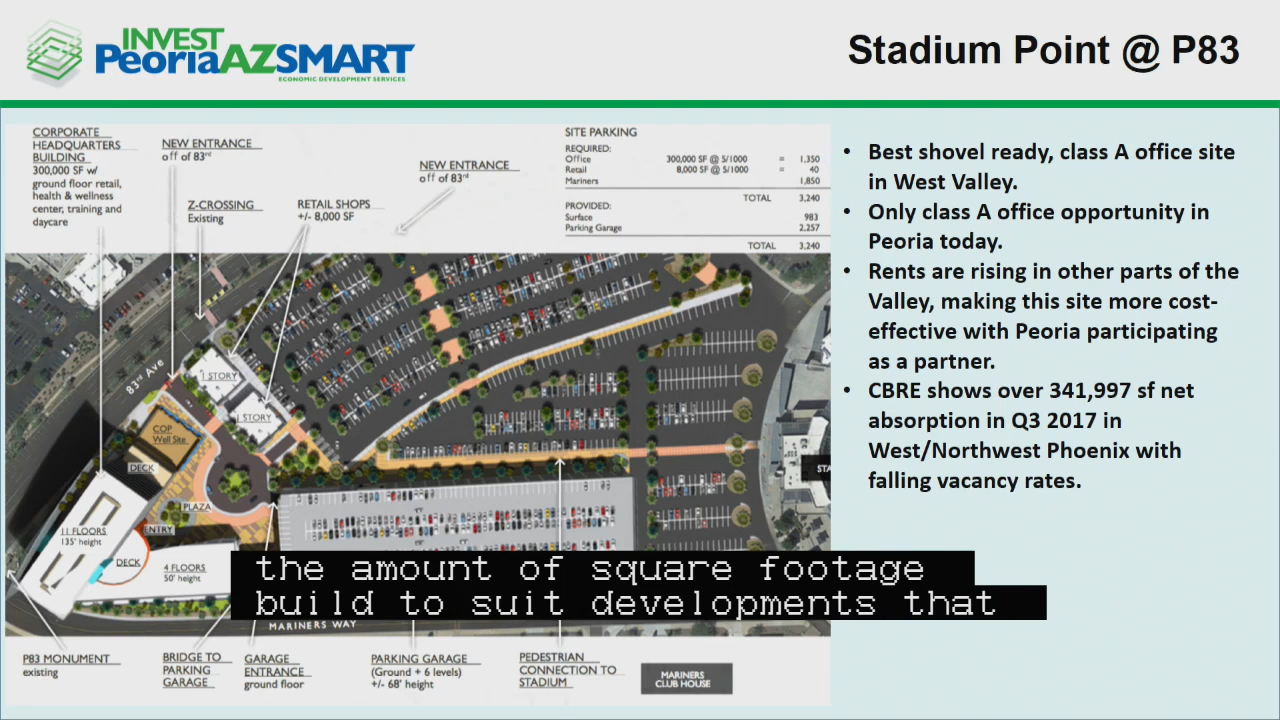 INVEST
PeoriaAZSMART
ECONOMIC DEVELOPMENT SERVICES
Stadium Point @ P83
CORPORATE
HEADQUARTERS
BUILDING
300,000 SF w/
ground floor retail,
health & wellness
center, training and
daycare
NEW ENTRANCE
off of 83rd
Z-CROSSING
Existing
RETAIL SHOPS
+/- 8,000 SF
NEW ENTRANCE
off of 83rd
SITE PARKING
REQUIRED:
Office 300,000 SF @ 5/1000 = 1,350
Retail 8,000 SF @ 5/1000 = 40
Mariners 1,850
TOTAL 3,240
PROVIDED:
Surface 983
Parking Garage 2,257
TOTAL 3,240
83rd Ave
1 STORY
1 STORY
COP
Well Site
DECK
PLAZA
ENTRY
11 FLOORS
135' height
DECK
4 FLOORS
50' height
STA
MARINERS WAY
P83 MONUMENT
existing
BRIDGE TO
PARKING
GARAGE
GARAGE
ENTRANCE
ground floor
PARKING GARAGE
(Ground + 6 levels)
+/- 68' height
PEDESTRIAN
CONNECTION TO
STADIUM
MARINERS
CLUB HOUSE
• Best shovel ready, class A office site
in West Valley.
• Only class A office opportunity in
Peoria today.
• Rents are rising in other parts of the
Valley, making this site more cost-
effective with Peoria participating
as a partner.
• CBRE shows over 341,997 sf net
absorption in Q3 2017 in
West/Northwest Phoenix with
falling vacancy rates.
the amount of square footage
build to suit developments that